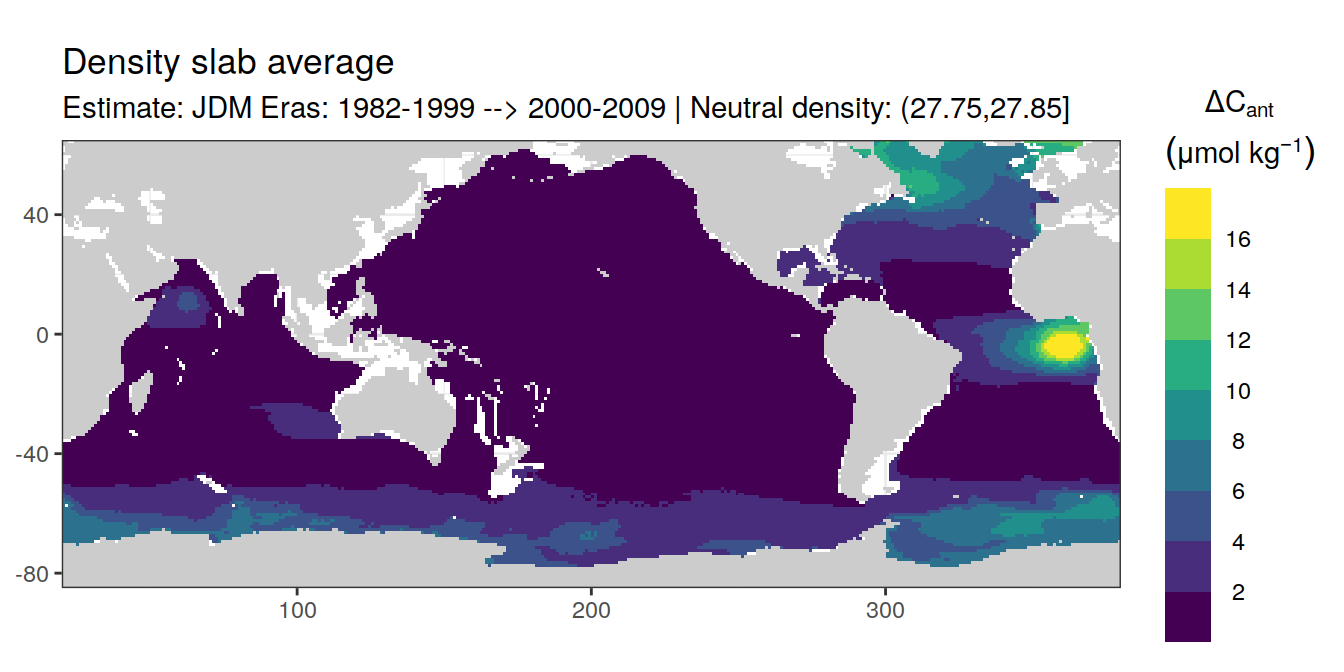 Density slab average
Estimate: JDM Eras: 1982-1999 --> 2000-2009 | Neutral density: (27.75,27.85]
ΔCant
(μmol kg⁻¹)
16
14
12
10
8
6
4
2
40
0
-40
-80
100 200 300